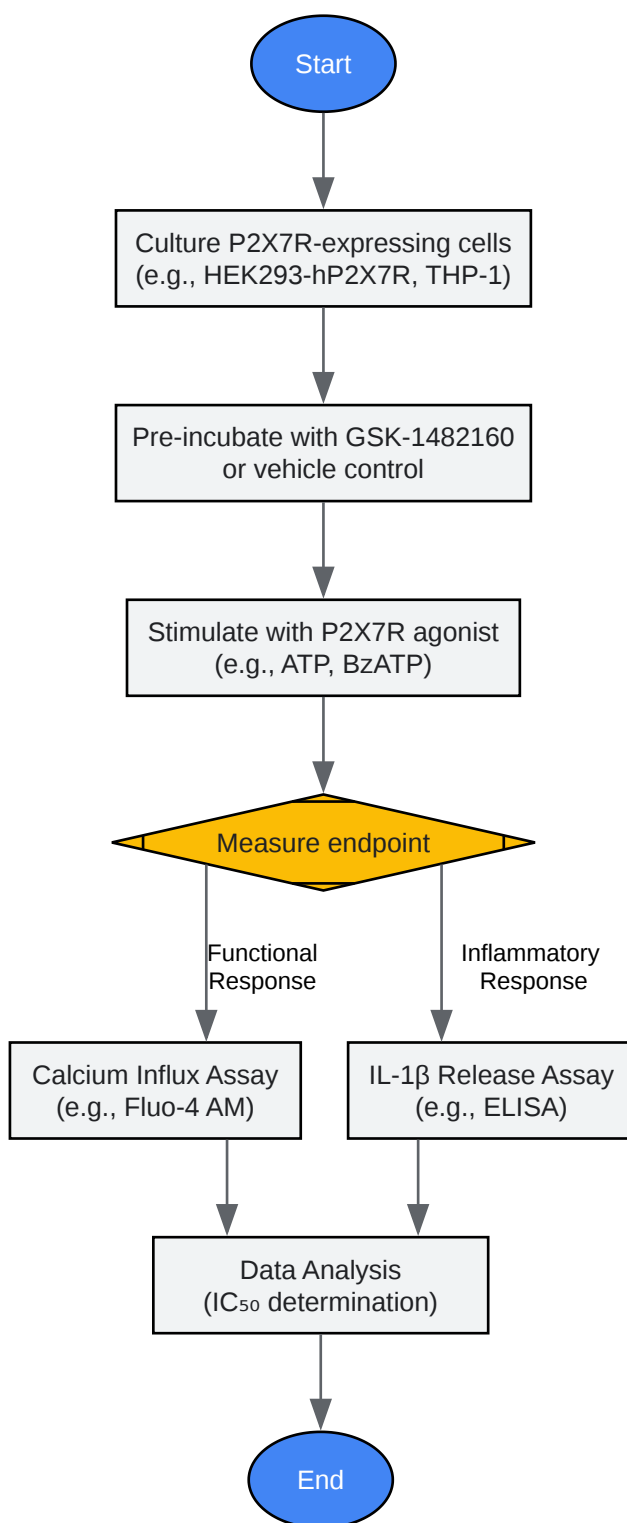 Start
Culture P2X7R-expressing cells
(e.g., HEK293-hP2X7R, THP-1)
Pre-incubate with GSK-1482160
or vehicle control
Stimulate with P2X7R agonist
(e.g., ATP, BzATP)
Measure endpoint
Functional
Response
Inflammatory
Response
Calcium Influx Assay
(e.g., Fluo-4 AM)
IL-1β Release Assay
(e.g., ELISA)
Data Analysis
(IC₅₀ determination)
End